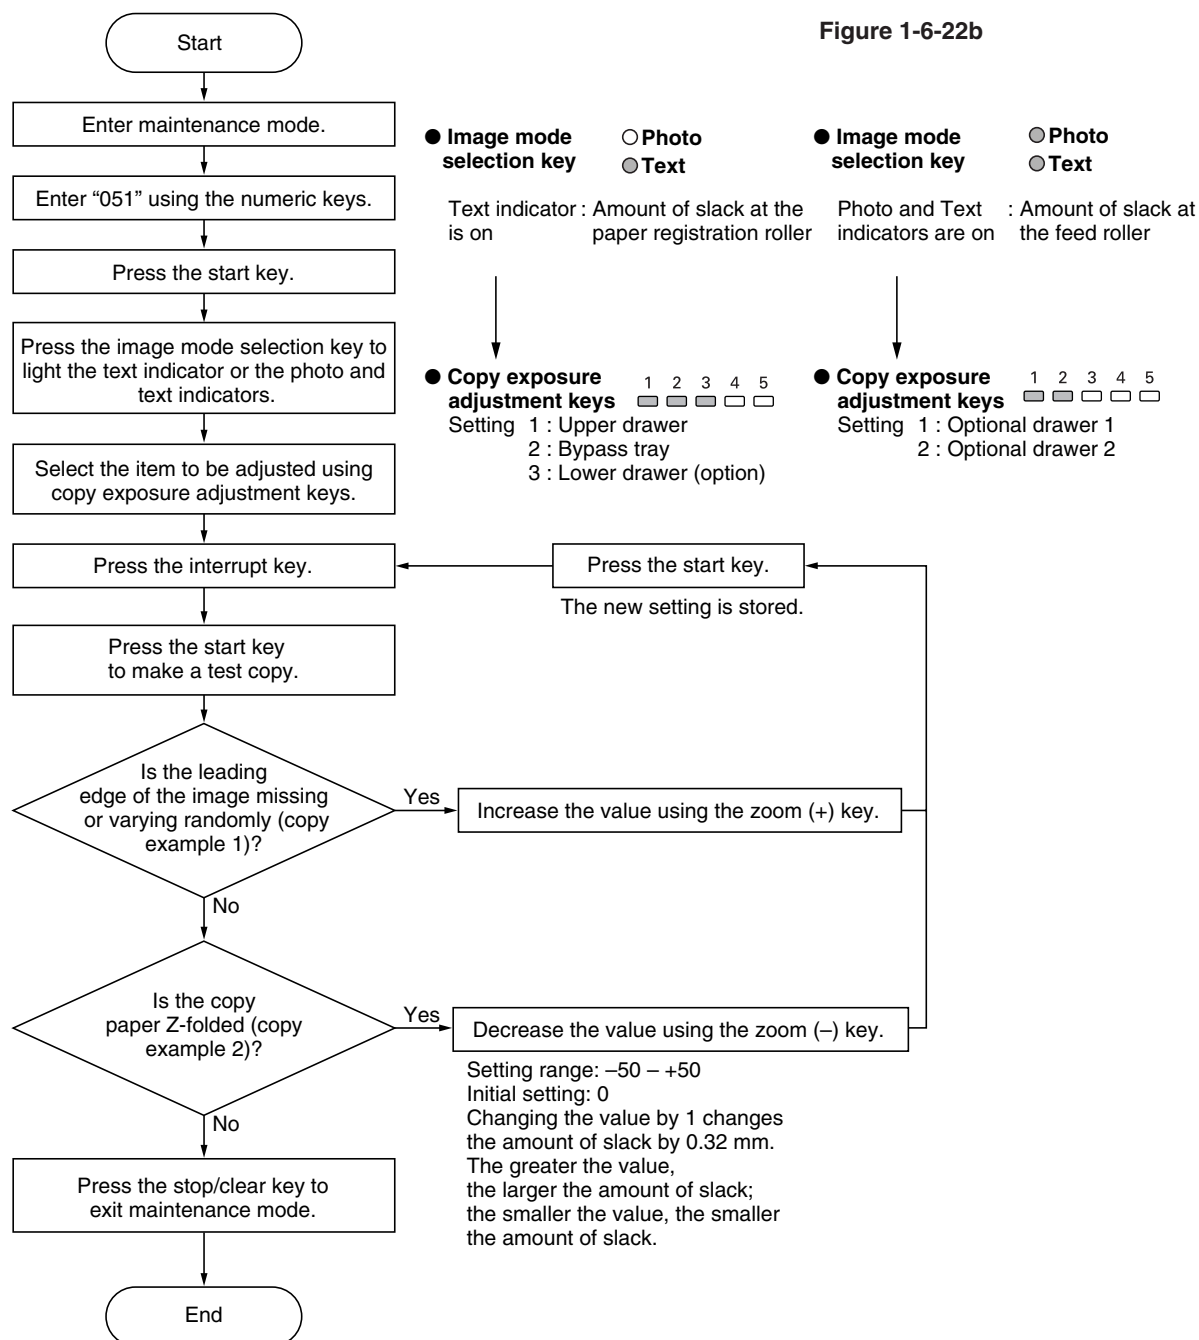 Figure 1-6-22b
Start
Enter maintenance mode.
Enter “051” using the numeric keys.
Press the start key.
Press the image mode selection key to
light the text indicator or the photo and
text indicators.
Select the item to be adjusted using
copy exposure adjustment keys.
Press the interrupt key.
Press the start key
to make a test copy.
Is the leading
edge of the image missing
or varying randomly (copy
example 1)?
Yes
Increase the value using the zoom (+) key.
No
Is the copy
paper Z-folded (copy
example 2)?
Yes
Decrease the value using the zoom (–) key.
Setting range: –50 – +50
Initial setting: 0
Changing the value by 1 changes
the amount of slack by 0.32 mm.
The greater the value,
the larger the amount of slack;
the smaller the value, the smaller
the amount of slack.
No
Press the stop/clear key to
exit maintenance mode.
End
Press the start key.
The new setting is stored.
● Image mode
selection key
Photo
Text
Text indicator : Amount of slack at the
is on paper registration roller
● Copy exposure
adjustment keys
1 2 3 4 5
Setting 1 : Upper drawer
2 : Bypass tray
3 : Lower drawer (option)
● Image mode
selection key
Photo
Text
Photo and Text : Amount of slack at
indicators are on the feed roller
● Copy exposure
adjustment keys
1 2 3 4 5
Setting 1 : Optional drawer 1
2 : Optional drawer 2